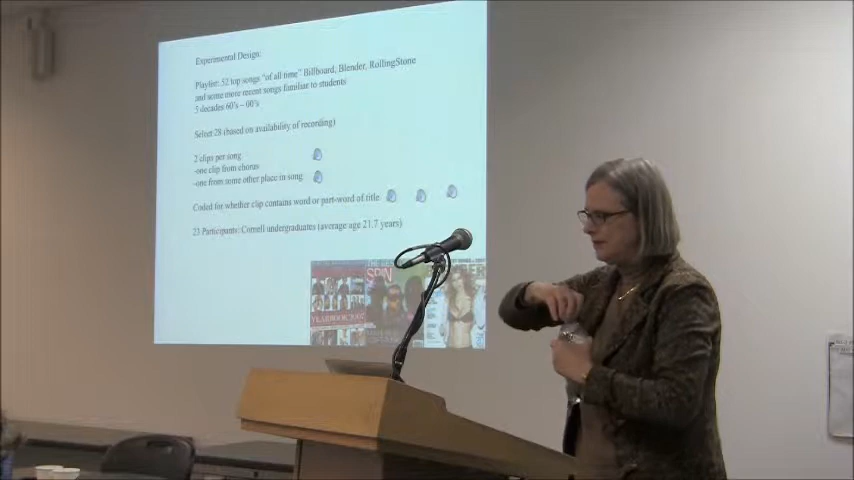 Experimental Design:
Playlist: 52 top songs "of all time" Billboard, Blender, RollingStone
and some more recent songs familiar to students
5 decades 60's – 00's
Select 28 (based on availability of recording)
2 clips per song
-one clip from chorus
-one from some other place in song
Coded for whether clip contains word or part-word of title
23 Participants: Cornell undergraduates (average age 21.7 years)
SPIN
YEARBOOK 2007